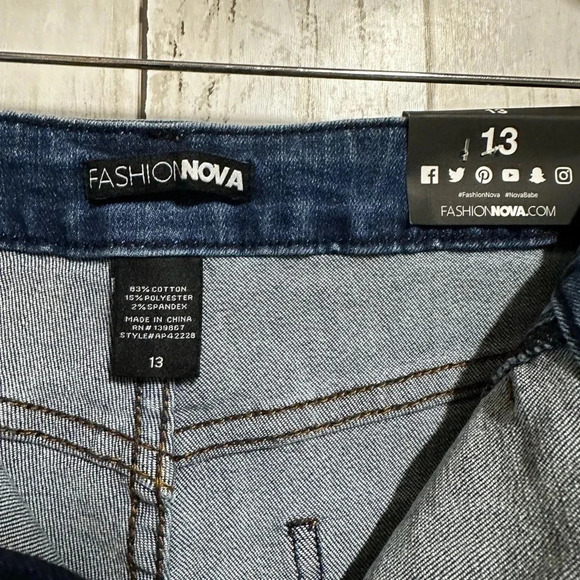 13
13
#FashionNova #NovaBabe
FASHIONNOVA.COM
FASHIONNOVA
83% COTTON
15% POLYESTER
2% SPANDEX
MADE IN CHINA
RN# 139867
STYLE#AP42228
13